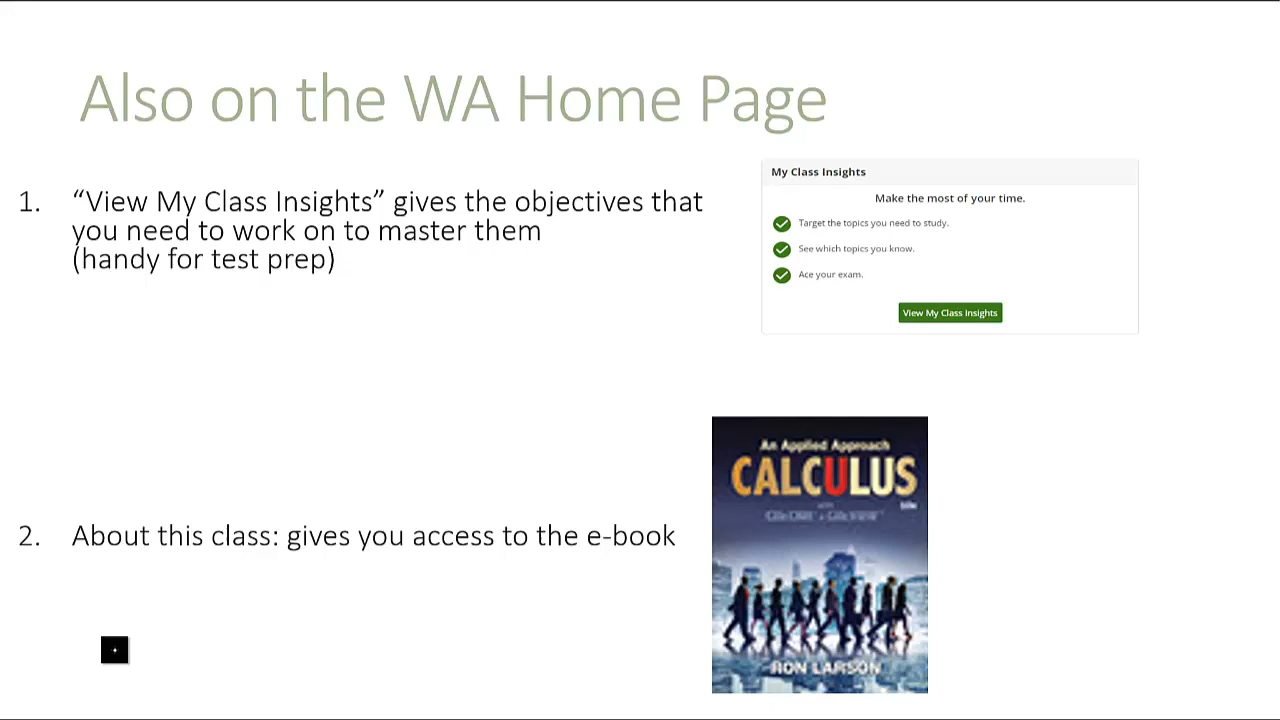 Also on the WA Home Page
1. “View My Class Insights” gives the objectives that
you need to work on to master them
(handy for test prep)
My Class Insights
Make the most of your time.
Target the topics you need to study.
See which topics you know.
Ace your exam.
View My Class Insights
2. About this class: gives you access to the e-book
An Applied Approach
CALCULUS
RON LARSON